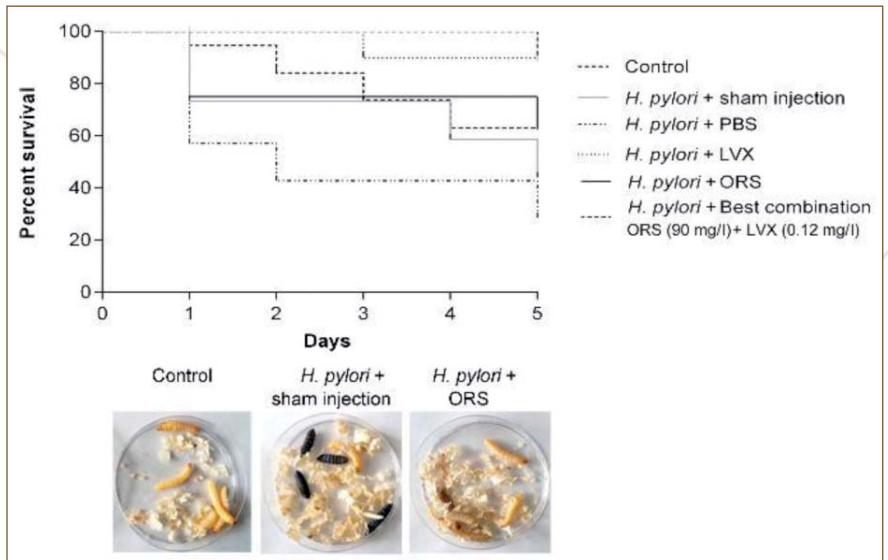 100
80
60
40
20
0
Percent survival
0 1 2 3 4 5
Days
Control
H. pylori + sham injection
H. pylori + PBS
H. pylori + LVX
H. pylori + ORS
H. pylori + Best combination
ORS (90 mg/l)+ LVX (0.12 mg/l)
Control
H. pylori +
sham injection
H. pylori +
ORS